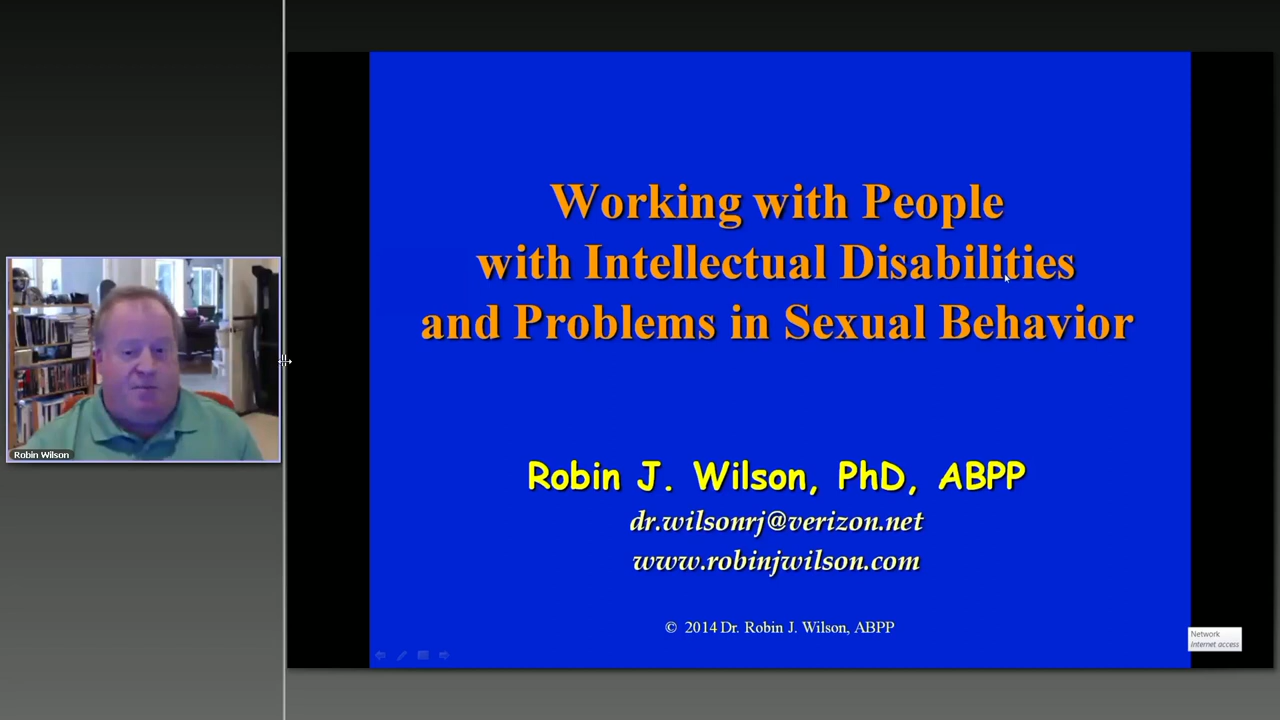 Working with People
with Intellectual Disabilities
and Problems in Sexual Behavior
Robin J. Wilson, PhD, ABPP
dr.wilsonrj@verizon.net
www.robinjwilson.com
© 2014 Dr. Robin J. Wilson, ABPP
Robin Wilson
Network
Internet access